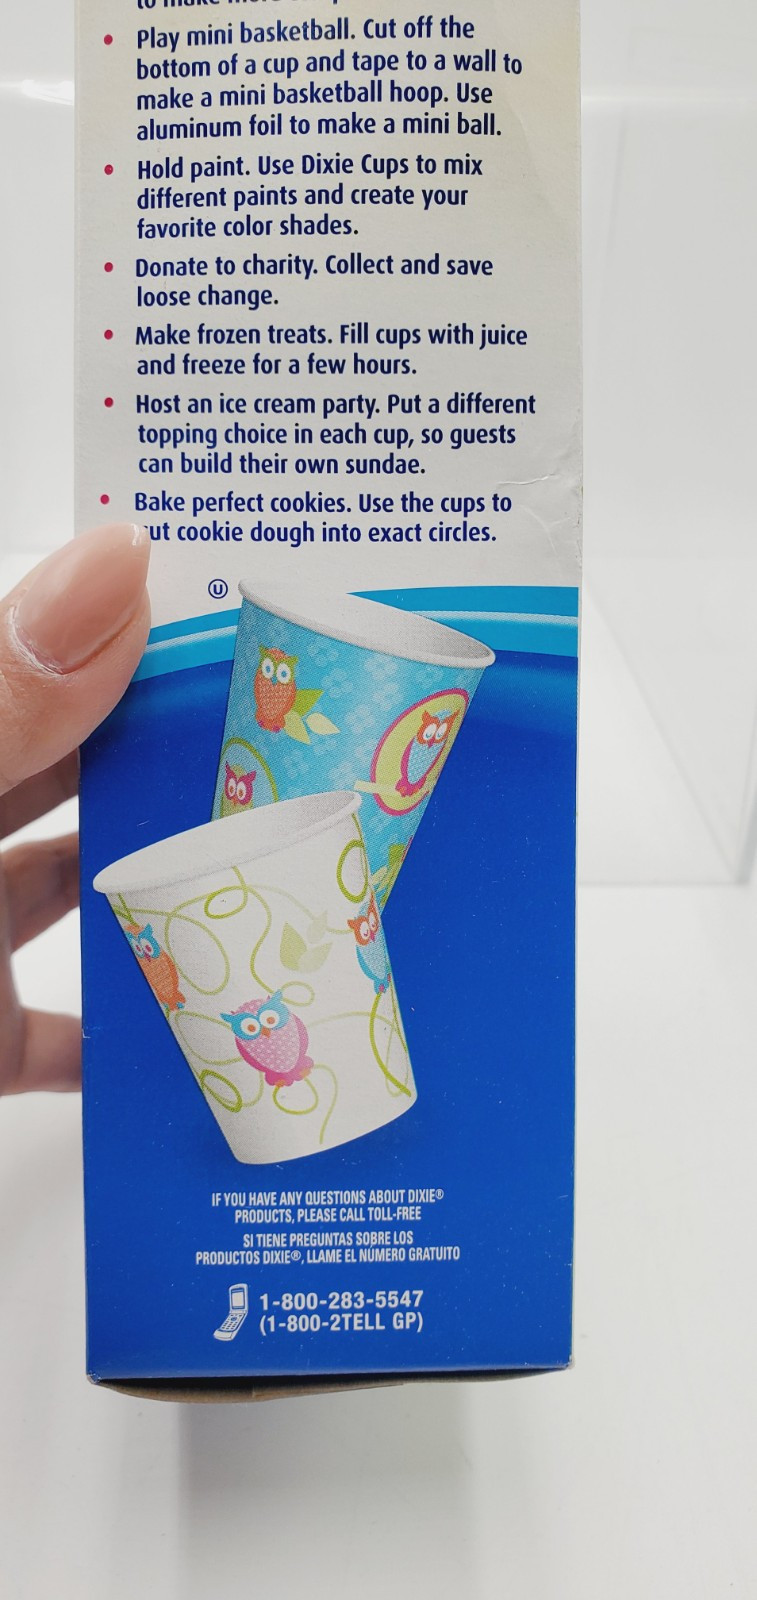 • Play mini basketball. Cut off the
bottom of a cup and tape to a wall to
make a mini basketball hoop. Use
aluminum foil to make a mini ball.
• Hold paint. Use Dixie Cups to mix
different paints and create your
favorite color shades.
• Donate to charity. Collect and save
loose change.
• Make frozen treats. Fill cups with juice
and freeze for a few hours.
• Host an ice cream party. Put a different
topping choice in each cup, so guests
can build their own sundae.
• Bake perfect cookies. Use the cups to
cut cookie dough into exact circles.
U
IF YOU HAVE ANY QUESTIONS ABOUT DIXIE®
PRODUCTS, PLEASE CALL TOLL-FREE
SI TIENE PREGUNTAS SOBRE LOS
PRODUCTOS DIXIE®, LLAME EL NÚMERO GRATUITO
1-800-283-5547
(1-800-2TELL GP)